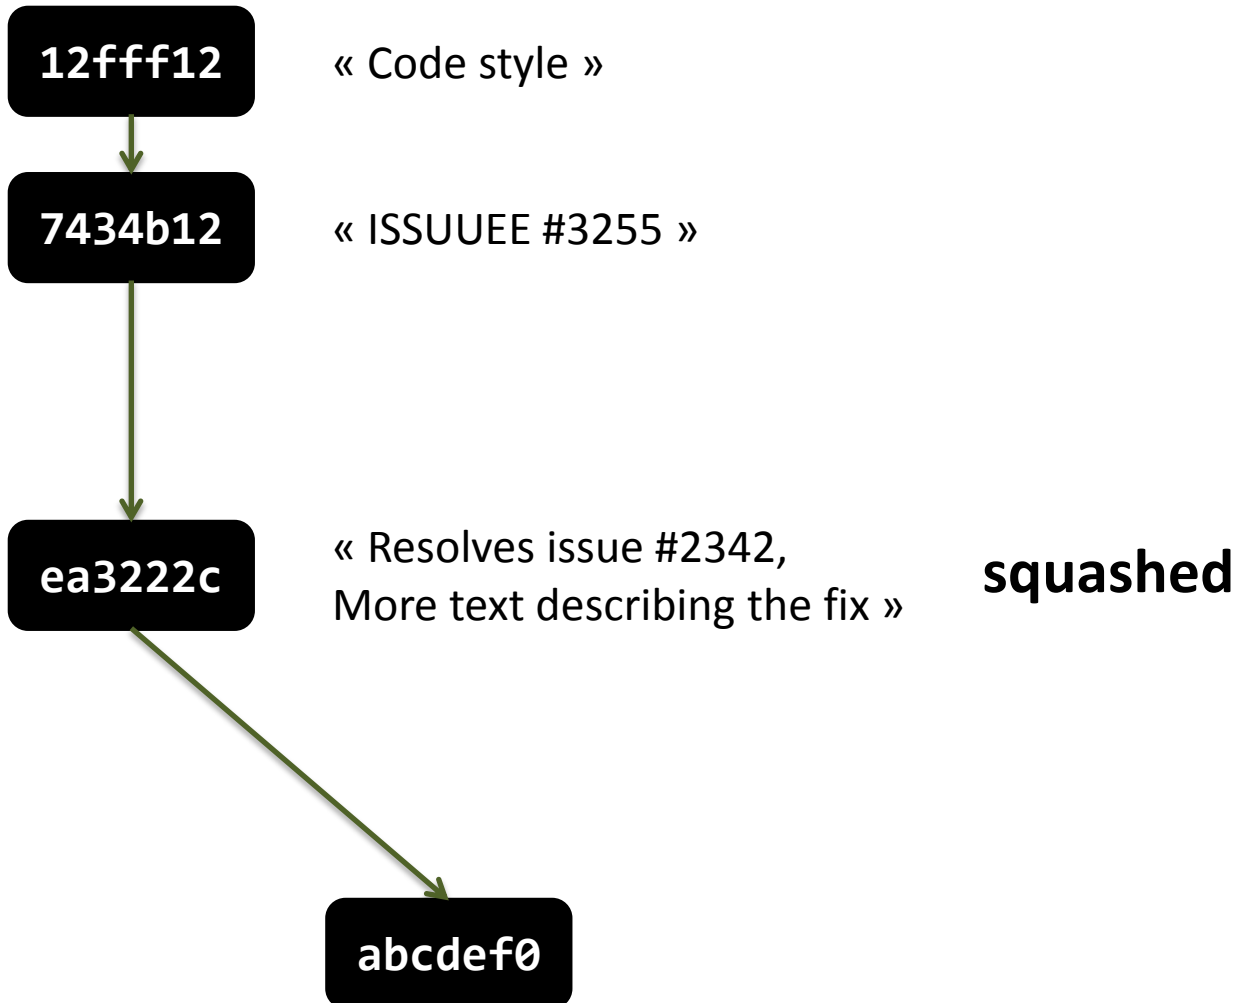 12fff12
« Code style »
7434b12
« ISSUUEE #3255 »
ea3222c
« Resolves issue #2342,
More text describing the fix »
squashed
abcdef0